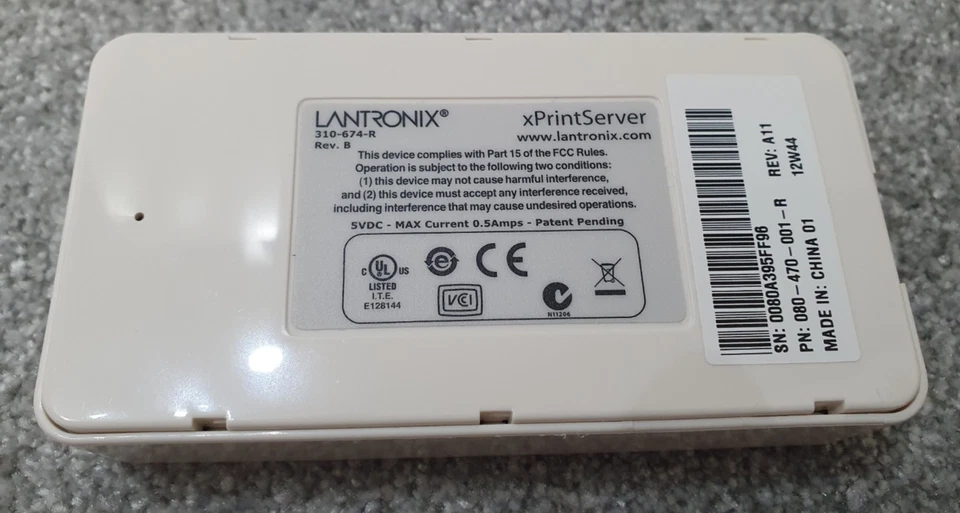 LANTRONIX®
310-674-R
Rev. B
xPrintServer
www.lantronix.com
This device complies with Part 15 of the FCC Rules.
Operation is subject to the following two conditions:
(1) this device may not cause harmful interference,
and (2) this device must accept any interference received,
including interference that may cause undesired operations.
5VDC - MAX Current 0.5Amps - Patent Pending
C UL US
LISTED
I.T.E.
E128144
e
CE
VCI
N11206
SN: 0080A395FF96
REV: A11
PN: 080-470-001-R
12W44
MADE IN: CHINA 01